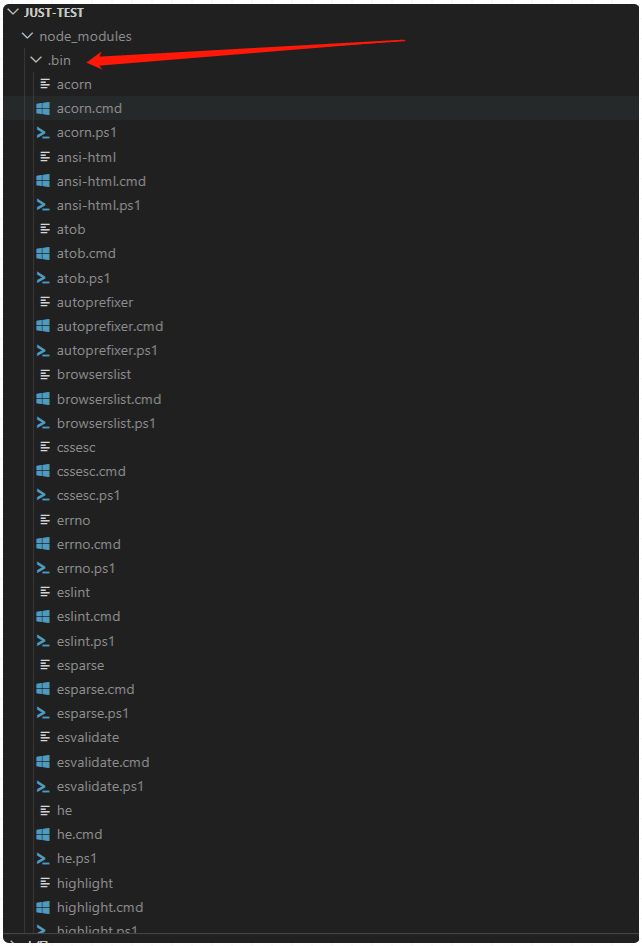 JUST-TEST
node_modules
.bin
acorn
acorn.cmd
acorn.ps1
ansi-html
ansi-html.cmd
ansi-html.ps1
atob
atob.cmd
atob.ps1
autoprefixer
autoprefixer.cmd
autoprefixer.ps1
browserslist
browserslist.cmd
browserslist.ps1
cssesc
cssesc.cmd
cssesc.ps1
errno
errno.cmd
errno.ps1
eslint
eslint.cmd
eslint.ps1
esparse
esparse.cmd
esparse.ps1
esvalidate
esvalidate.cmd
esvalidate.ps1
he
he.cmd
he.ps1
highlight
highlight.cmd
highlight.ps1